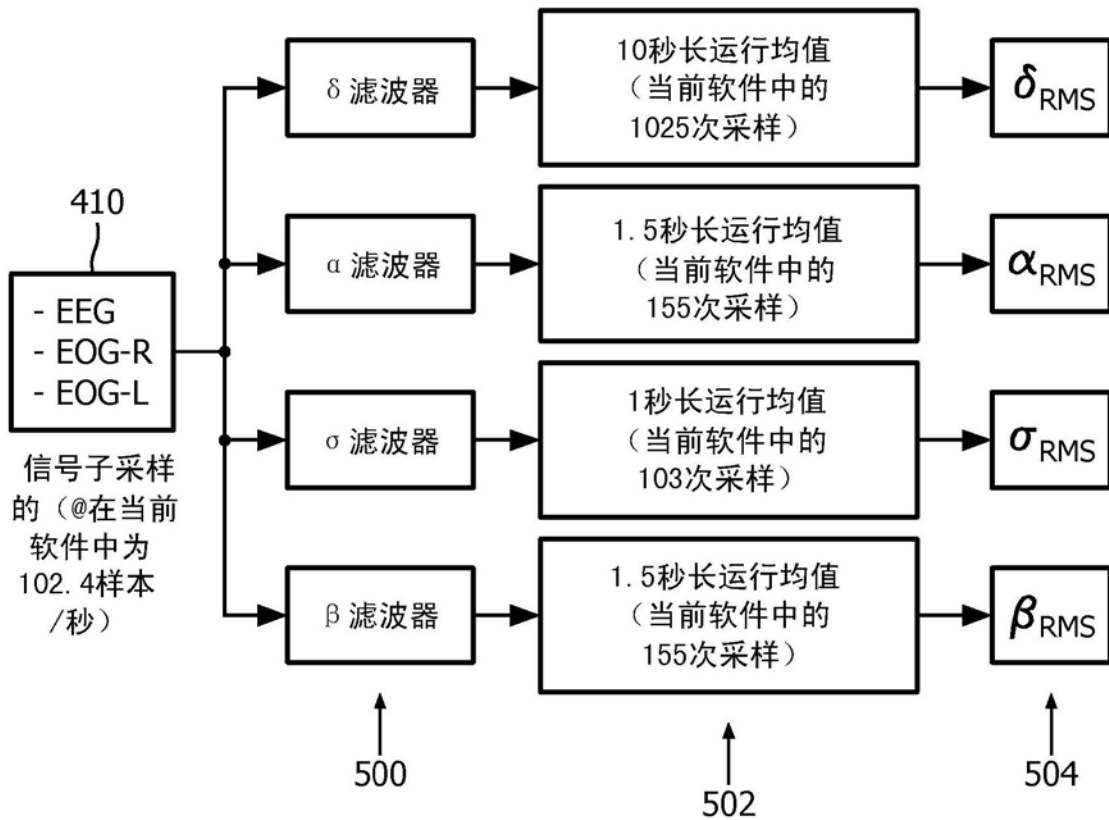 δ 滤波器
10秒长运行均值
（当前软件中的
1025次采样）
δRMS
410
- EEG
- EOG-R
- EOG-L
信号子采样
的（@在当前
软件中为
102.4样本
/秒）
α 滤波器
1.5秒长运行均值
（当前软件中的
155次采样）
αRMS
σ 滤波器
1秒长运行均值
（当前软件中的
103次采样）
σRMS
β 滤波器
1.5秒长运行均值
（当前软件中的
155次采样）
βRMS
500
502
504